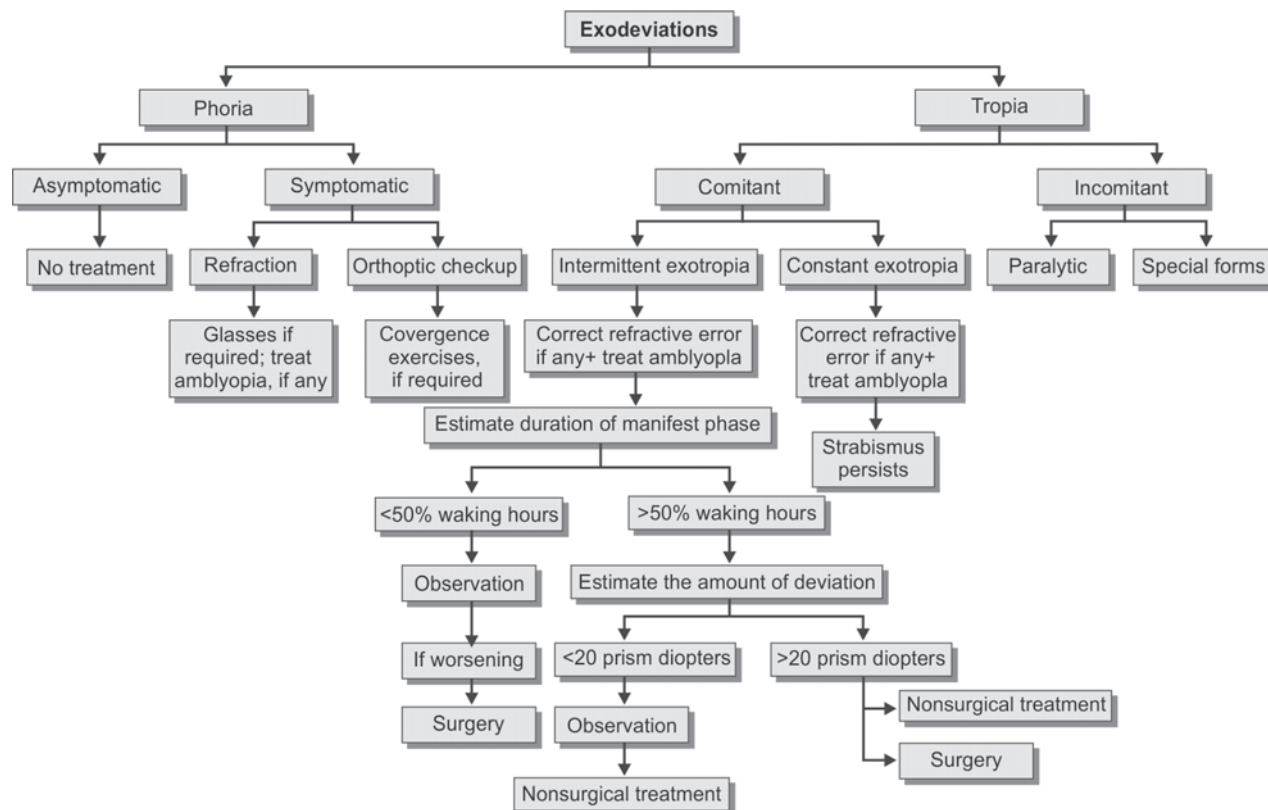 Exodeviations
Phoria
Tropia
Asymptomatic
Symptomatic
Comitant
Incomitant
No treatment
Refraction
Orthoptic checkup
Intermittent exotropia
Constant exotropia
Paralytic
Special forms
Glasses if
required; treat
amblyopia, if any
Covergence
exercises,
if required
Correct refractive error
if any+ treat amblyopla
Correct refractive
error if any+
treat amblyopla
Estimate duration of manifest phase
Strabismus
persists
<50% waking hours
>50% waking hours
Observation
Estimate the amount of deviation
If worsening
<20 prism diopters
>20 prism diopters
Surgery
Observation
Nonsurgical treatment
Surgery
Nonsurgical treatment